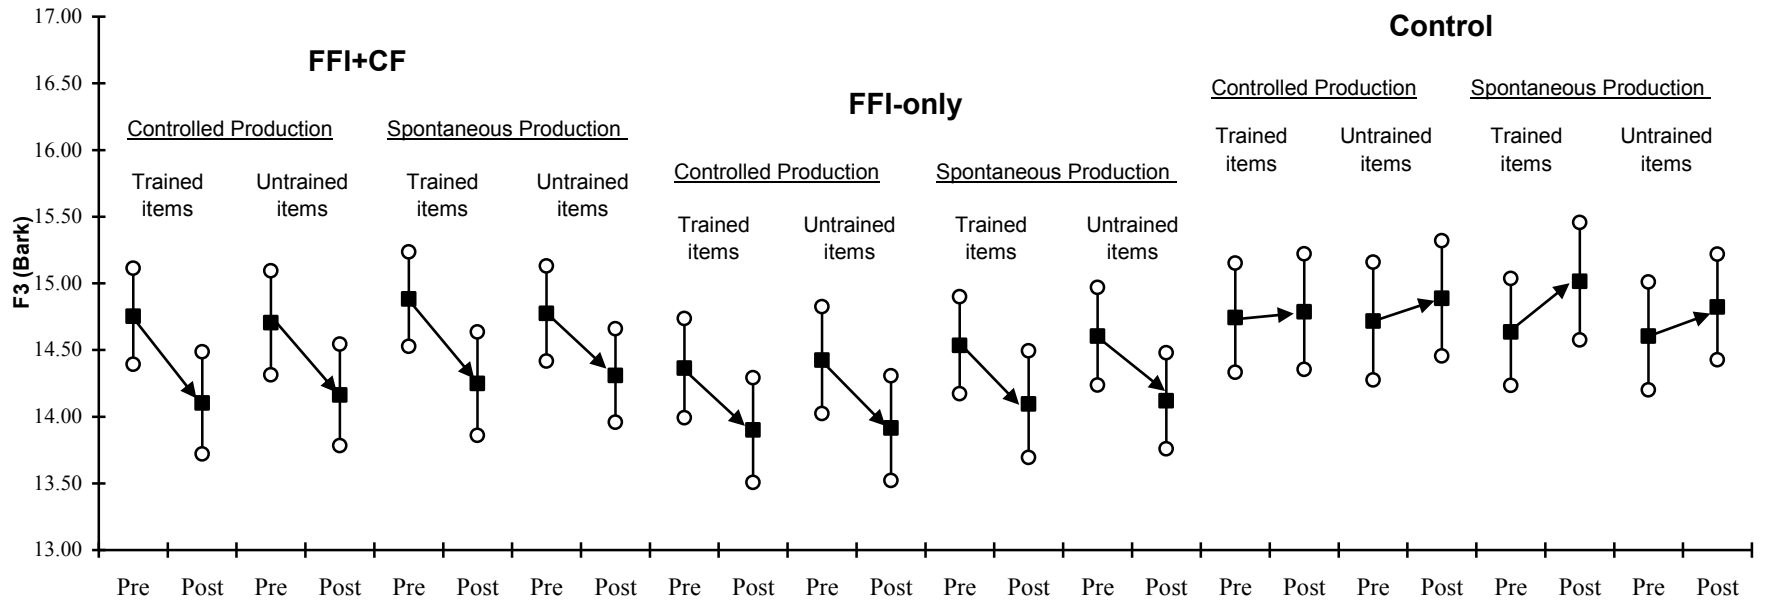 Control
17.00
FFI+CF
16.50
FFI-only
Controlled Production Spontaneous Production
Controlled Production Spontaneous Production
Trained items Untrained items Trained items Untrained items
16.00
Controlled Production Spontaneous Production
Trained items Untrained items Trained items Untrained items
15.50
Trained items Untrained items Trained items Untrained items
F3 (Bark)
15.00
14.50
14.00
13.50
13.00
Pre Post Pre Post Pre Post Pre Post Pre Post Pre Post Pre Post Pre Post Pre Post Pre Post Pre Post Pre Post